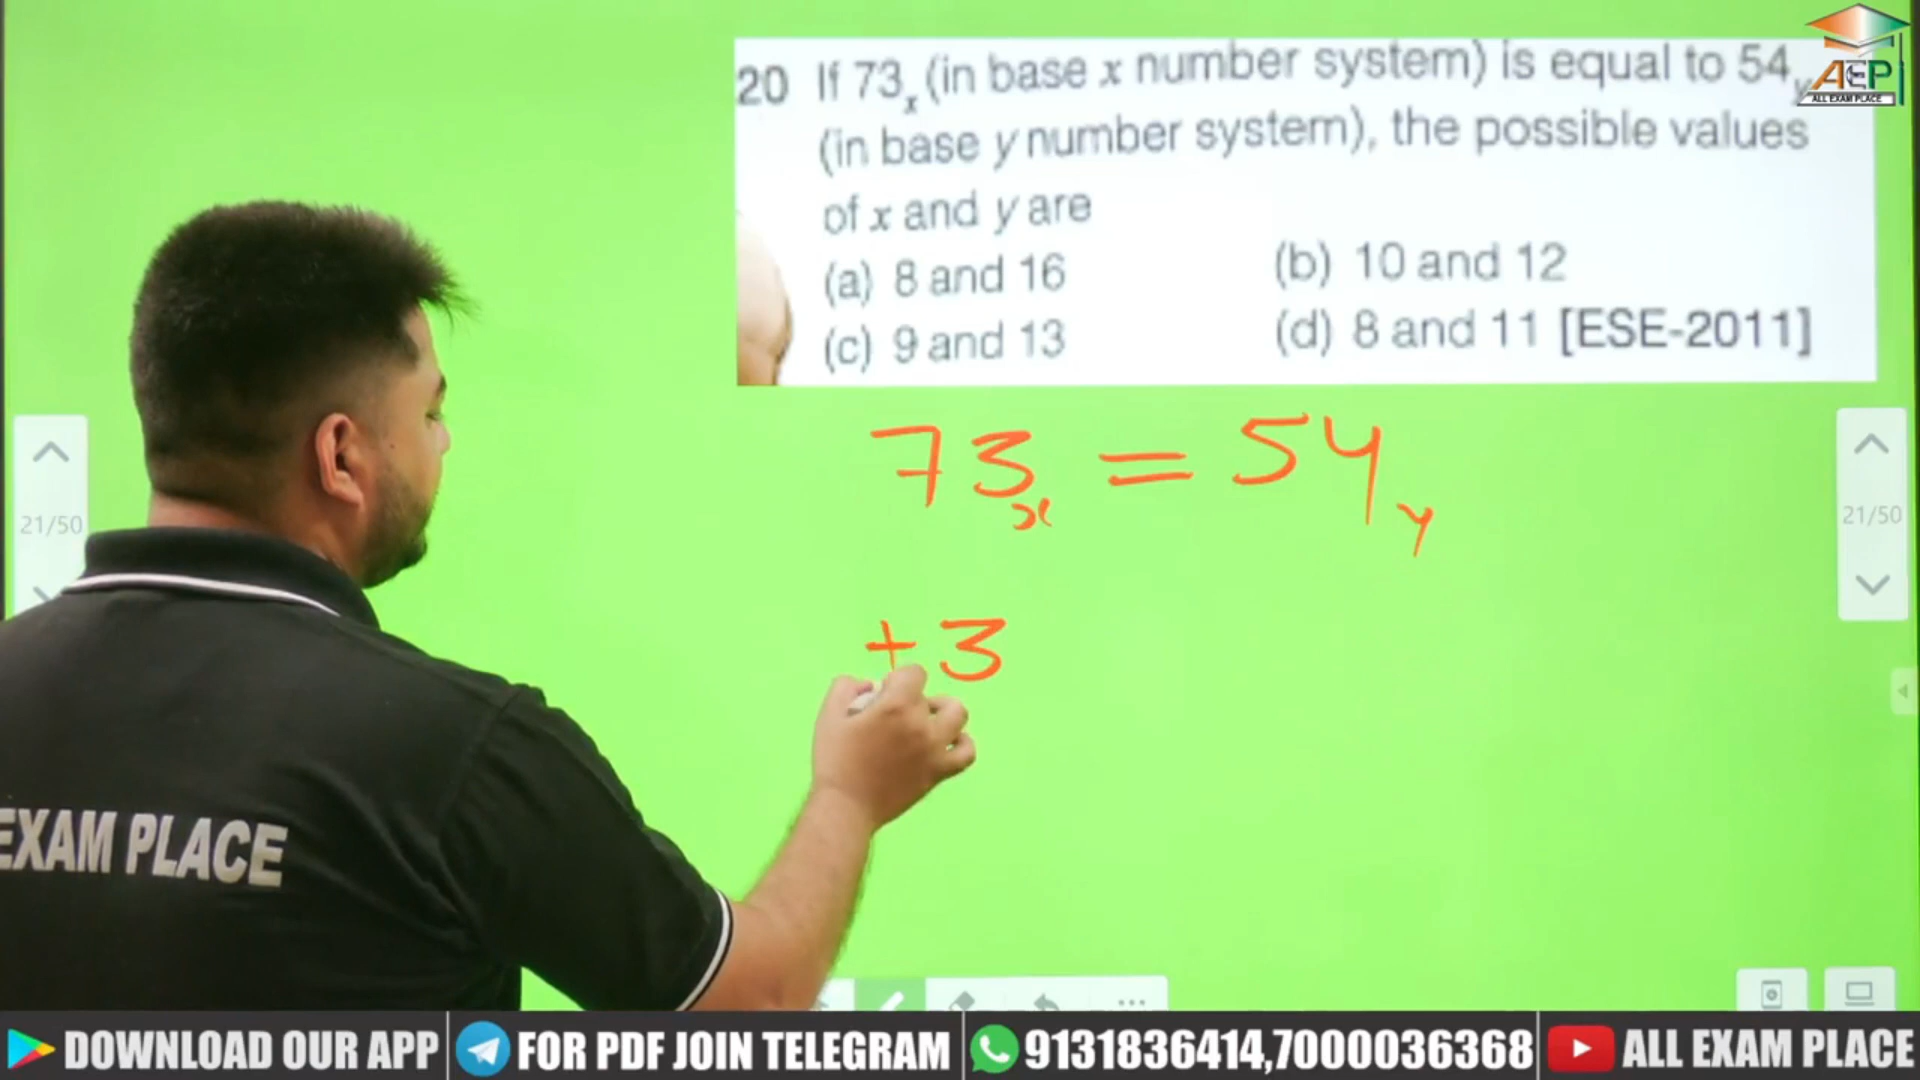 20 If 73x (in base x number system) is equal to 54y
(in base y number system), the possible values
of x and y are
(a) 8 and 16 (b) 10 and 12
(c) 9 and 13 (d) 8 and 11 [ESE-2011]
AEP
ALL EXAM PLACE
73x = 54y
21/50
21/50
+3
EXAM PLACE
DOWNLOAD OUR APP
FOR PDF JOIN TELEGRAM
9131836414,7000036368
ALL EXAM PLACE